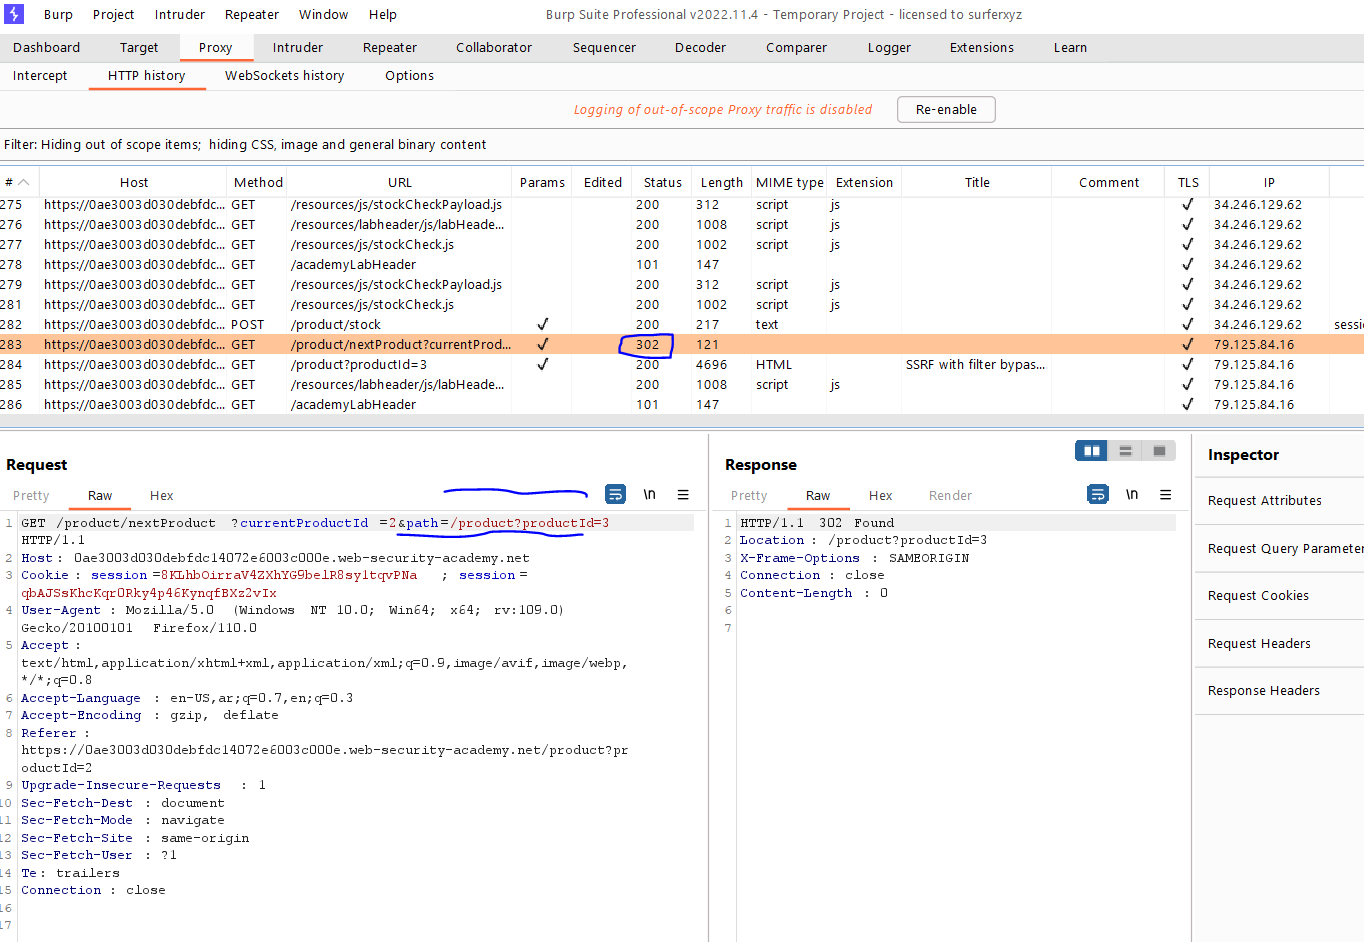 Burp Project Intruder Repeater Window Help Burp Suite Professional v2022.11.4 - Temporary Project - licensed to surferxyz
Dashboard Target Proxy Intruder Repeater Collaborator Sequencer Decoder Comparer Logger Extensions Learn
Intercept HTTP history WebSockets history Options
Logging of out-of-scope Proxy traffic is disabled Re-enable
Filter: Hiding out of scope items; hiding CSS, image and general binary content
# Host Method URL Params Edited Status Length MIME type Extension Title Comment TLS IP
275 https://0ae3003d030debfdc... GET /resources/js/stockCheckPayload.js 200 312 script js ✓ 34.246.129.62
276 https://0ae3003d030debfdc... GET /resources/labheader/js/labHeade... 200 1008 script js ✓ 34.246.129.62
277 https://0ae3003d030debfdc... GET /resources/js/stockCheck.js 200 1002 script js ✓ 34.246.129.62
278 https://0ae3003d030debfdc... GET /academyLabHeader 101 147 ✓ 34.246.129.62
279 https://0ae3003d030debfdc... GET /resources/js/stockCheckPayload.js 200 312 script js ✓ 34.246.129.62
281 https://0ae3003d030debfdc... GET /resources/js/stockCheck.js 200 1002 script js ✓ 34.246.129.62
282 https://0ae3003d030debfdc... POST /product/stock ✓ 200 217 text ✓ 34.246.129.62 sessi
283 https://0ae3003d030debfdc... GET /product/nextProduct?currentProd... ✓ 302 121 ✓ 79.125.84.16
284 https://0ae3003d030debfdc... GET /product?productId=3 ✓ 200 4696 HTML SSRF with filter bypas... ✓ 79.125.84.16
285 https://0ae3003d030debfdc... GET /resources/labheader/js/labHeade... 200 1008 script js ✓ 79.125.84.16
286 https://0ae3003d030debfdc... GET /academyLabHeader 101 147 ✓ 79.125.84.16
Request
Pretty Raw Hex \n
1 GET /product/nextProduct ?currentProductId =2&path=/product?productId=3
HTTP/1.1
2 Host : 0ae3003d030debfdc14072e6003c000e.web-security-academy.net
3 Cookie : session =8KLhbOirraV4ZXhYG9belR8sy1tqvPNa ; session =
qbAJSsKhcKqr0Rky4p46KynqfBXz2vIx
4 User-Agent : Mozilla/5.0 (Windows NT 10.0; Win64; x64; rv:109.0)
Gecko/20100101 Firefox/110.0
5 Accept :
text/html,application/xhtml+xml,application/xml;q=0.9,image/avif,image/webp,
*/*;q=0.8
6 Accept-Language : en-US,ar;q=0.7,en;q=0.3
7 Accept-Encoding : gzip, deflate
8 Referer :
https://0ae3003d030debfdc14072e6003c000e.web-security-academy.net/product?pr
oductId=2
9 Upgrade-Insecure-Requests : 1
10 Sec-Fetch-Dest : document
11 Sec-Fetch-Mode : navigate
12 Sec-Fetch-Site : same-origin
13 Sec-Fetch-User : ?1
14 Te : trailers
15 Connection : close
16
17
Response
Pretty Raw Hex Render \n
1 HTTP/1.1 302 Found
2 Location : /product?productId=3
3 X-Frame-Options : SAMEORIGIN
4 Connection : close
5 Content-Length : 0
6
7
Inspector
Request Attributes
Request Query Parameter
Request Cookies
Request Headers
Response Headers